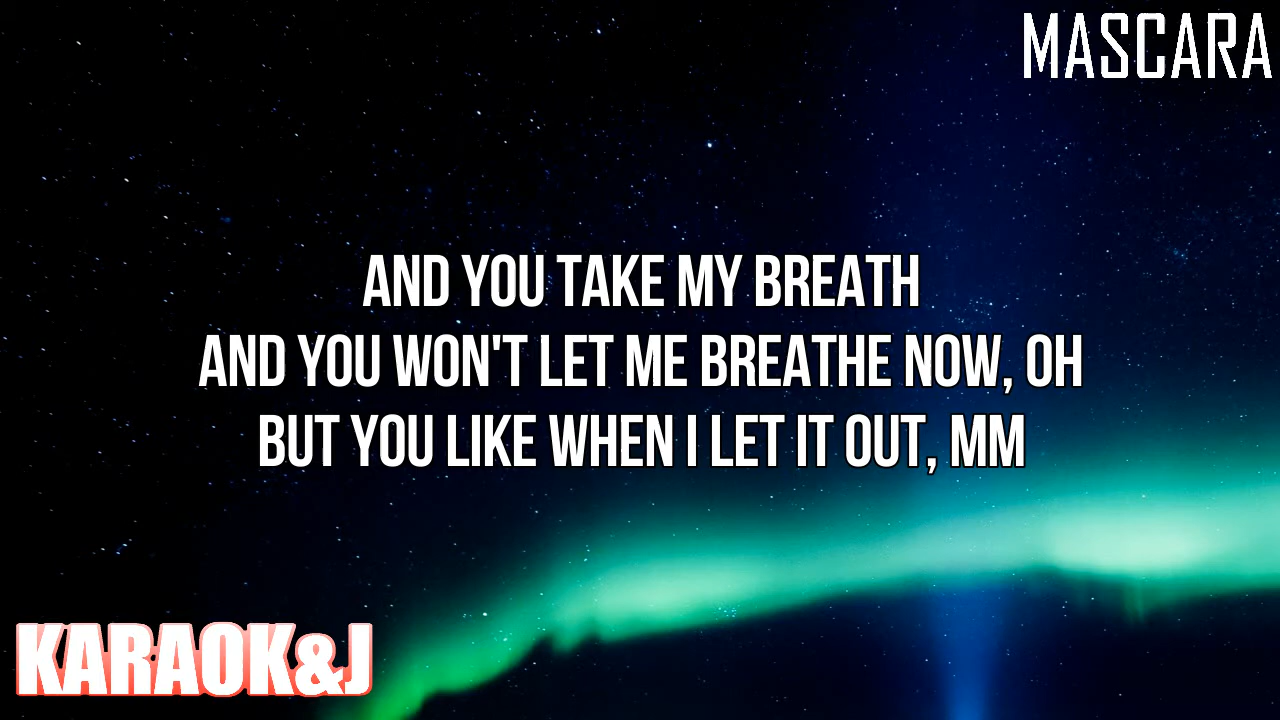 MASCARA
AND YOU TAKE MY BREATH
AND YOU WON'T LET ME BREATHE NOW, OH
BUT YOU LIKE WHEN I LET IT OUT, MM
KARAOK&J